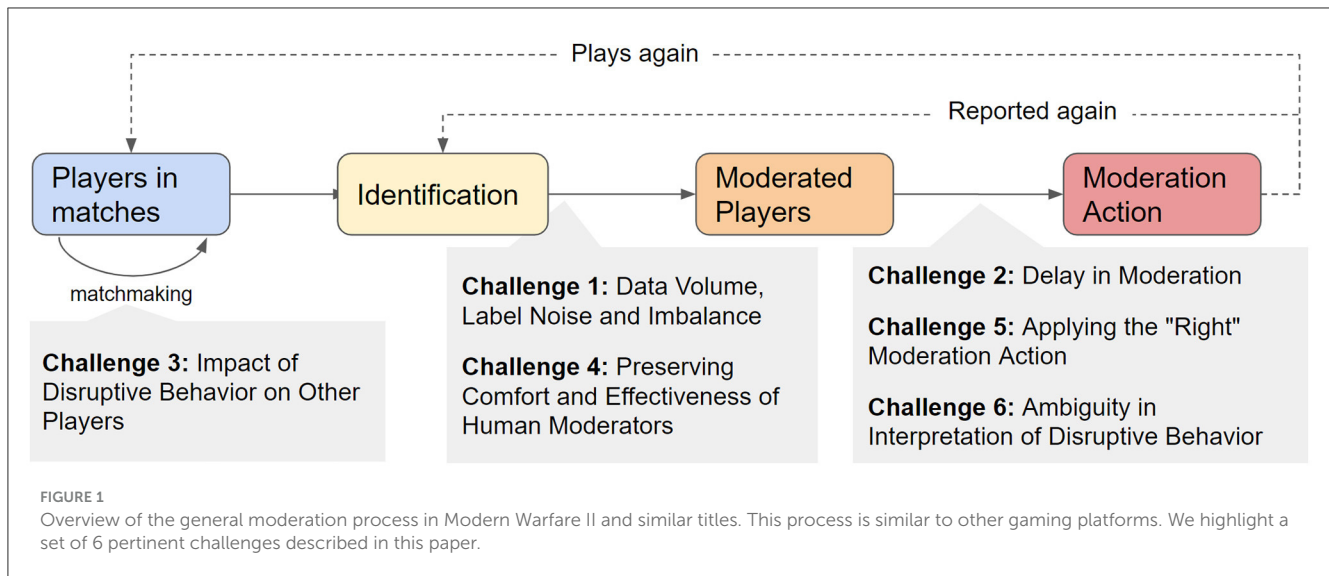 Plays again
Reported again
Players in
matches
Identification
Moderated
Players
Moderation
Action
matchmaking
Challenge 3: Impact of
Disruptive Behavior on Other
Players
Challenge 1: Data Volume,
Label Noise and Imbalance
Challenge 4: Preserving
Comfort and Effectiveness of
Human Moderators
Challenge 2: Delay in Moderation
Challenge 5: Applying the "Right"
Moderation Action
Challenge 6: Ambiguity in
Interpretation of Disruptive Behavior
FIGURE 1
Overview of the general moderation process in Modern Warfare II and similar titles. This process is similar to other gaming platforms. We highlight a
set of 6 pertinent challenges described in this paper.